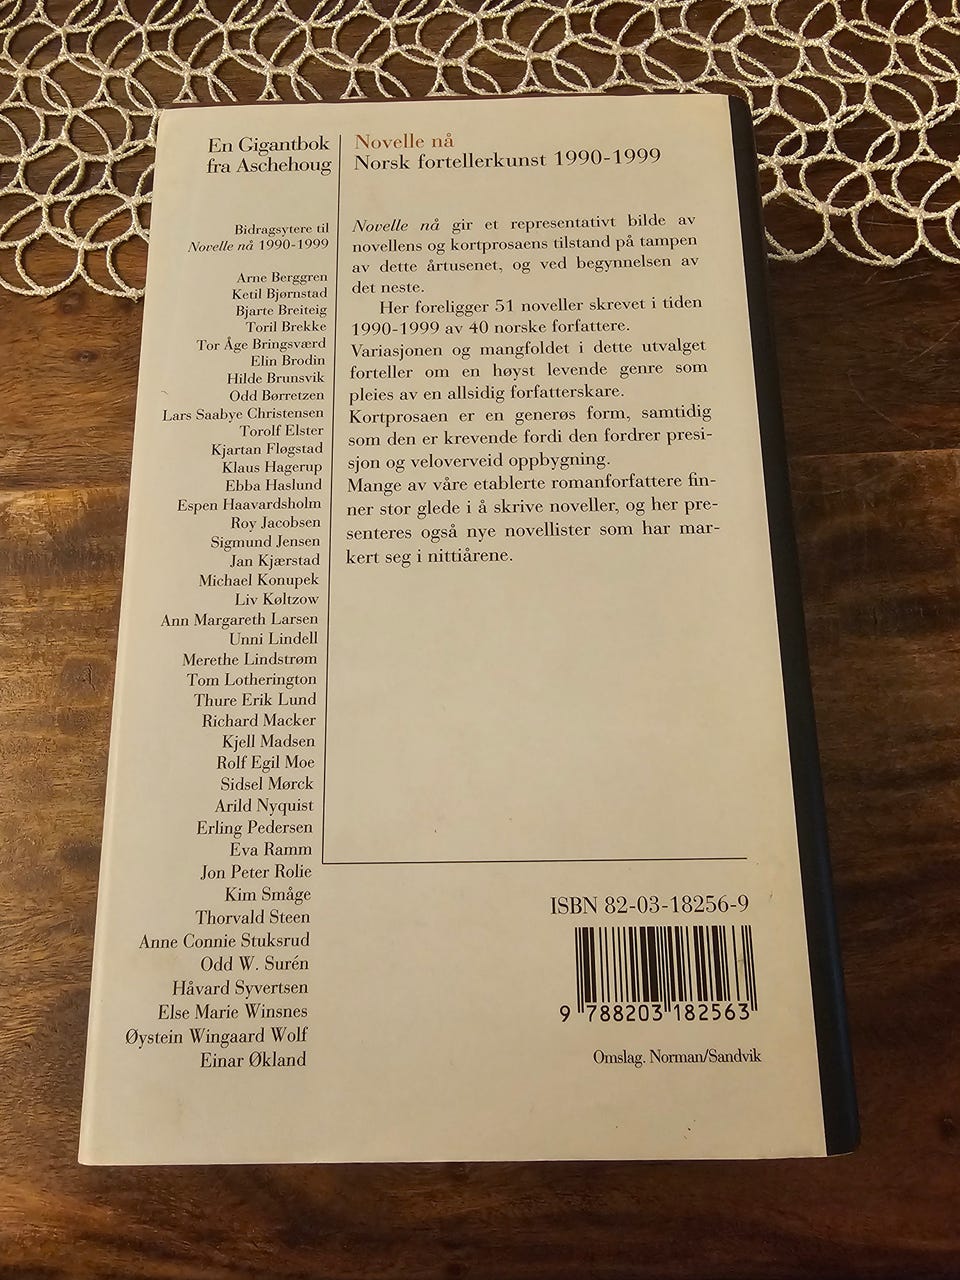 En Gigantbok
fra Aschehoug
Bidragsytere til
Novelle nå 1990-1999
Arne Berggren
Ketil Bjørnstad
Bjarte Breiteig
Toril Brekke
Tor Åge Bringsværd
Elin Brodin
Hilde Brunsvik
Odd Børretzen
Lars Saabye Christensen
Torolf Elster
Kjartan Fløgstad
Klaus Hagerup
Ebba Haslund
Espen Haavardsholm
Roy Jacobsen
Sigmund Jensen
Jan Kjærstad
Michael Konupek
Liv Køltzow
Ann Margareth Larsen
Unni Lindell
Merethe Lindstrøm
Tom Lotherington
Thure Erik Lund
Richard Macker
Kjell Madsen
Rolf Egil Moe
Sidsel Mørck
Arild Nyquist
Erling Pedersen
Eva Ramm
Jon Peter Rolie
Kim Småge
Thorvald Steen
Anne Connie Stuksrud
Odd W. Surén
Håvard Syvertsen
Else Marie Winsnes
Øystein Wingaard Wolf
Einar Økland
Novelle nå
Norsk fortellerkunst 1990-1999
Novelle nå gir et representativt bilde av
novellens og kortprosaens tilstand på tampen
av dette årtusenet, og ved begynnelsen av
det neste.
Her foreligger 51 noveller skrevet i tiden
1990-1999 av 40 norske forfattere.
Variasjonen og mangfoldet i dette utvalget
forteller om en høyst levende genre som
pleies av en allsidig forfatterskare.
Kortprosaen er en generøs form, samtidig
som den er krevende fordi den fordrer presi-
sjon og veloverveid oppbygning.
Mange av våre etablerte romanforfattere fin-
ner stor glede i å skrive noveller, og her pre-
senteres også nye novellister som har mar-
kert seg i nittiårene.
ISBN 82-03-18256-9
9 788203 182563
Omslag. Norman/Sandvik